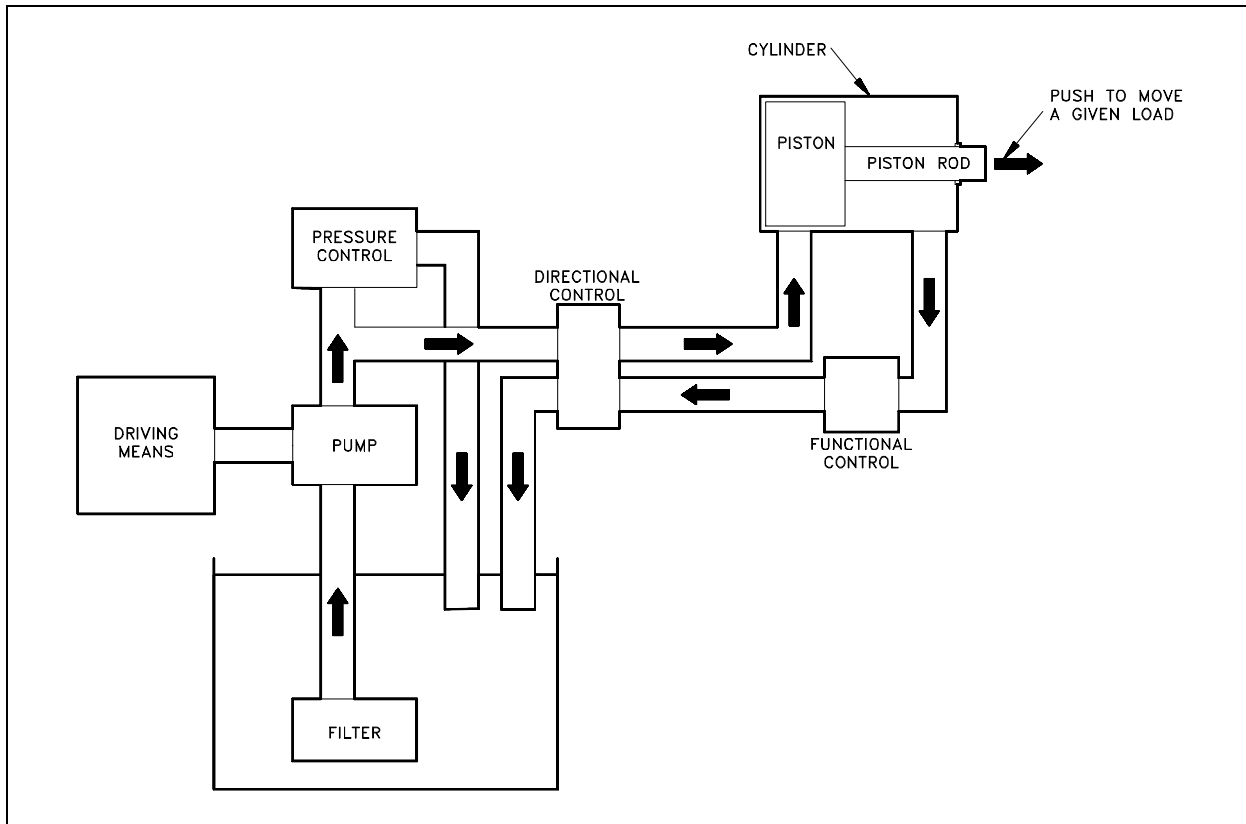 CYLINDER
PUSH TO MOVE
A GIVEN LOAD
PISTON
PISTON ROD
PRESSURE
CONTROL
DIRECTIONAL
CONTROL
DRIVING
MEANS
PUMP
FUNCTIONAL
CONTROL
FILTER